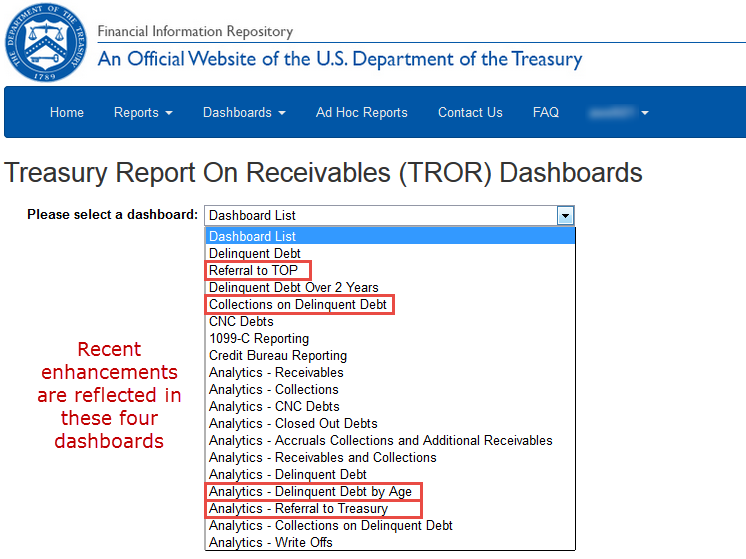 THE DEPARTMENT OF THE TREASURY
1789
Financial Information Repository
An Official Website of the U.S. Department of the Treasury
Home Reports Dashboards Ad Hoc Reports Contact Us FAQ
Treasury Report On Receivables (TROR) Dashboards
Please select a dashboard: Dashboard List
Dashboard List
Delinquent Debt
Referral to TOP
Delinquent Debt Over 2 Years
Collections on Delinquent Debt
CNC Debts
1099-C Reporting
Credit Bureau Reporting
Analytics - Receivables
Analytics - Collections
Analytics - CNC Debts
Analytics - Closed Out Debts
Analytics - Accruals Collections and Additional Receivables
Analytics - Receivables and Collections
Analytics - Delinquent Debt
Analytics - Delinquent Debt by Age
Analytics - Referral to Treasury
Analytics - Collections on Delinquent Debt
Analytics - Write Offs
Recent
enhancements
are reflected in
these four
dashboards